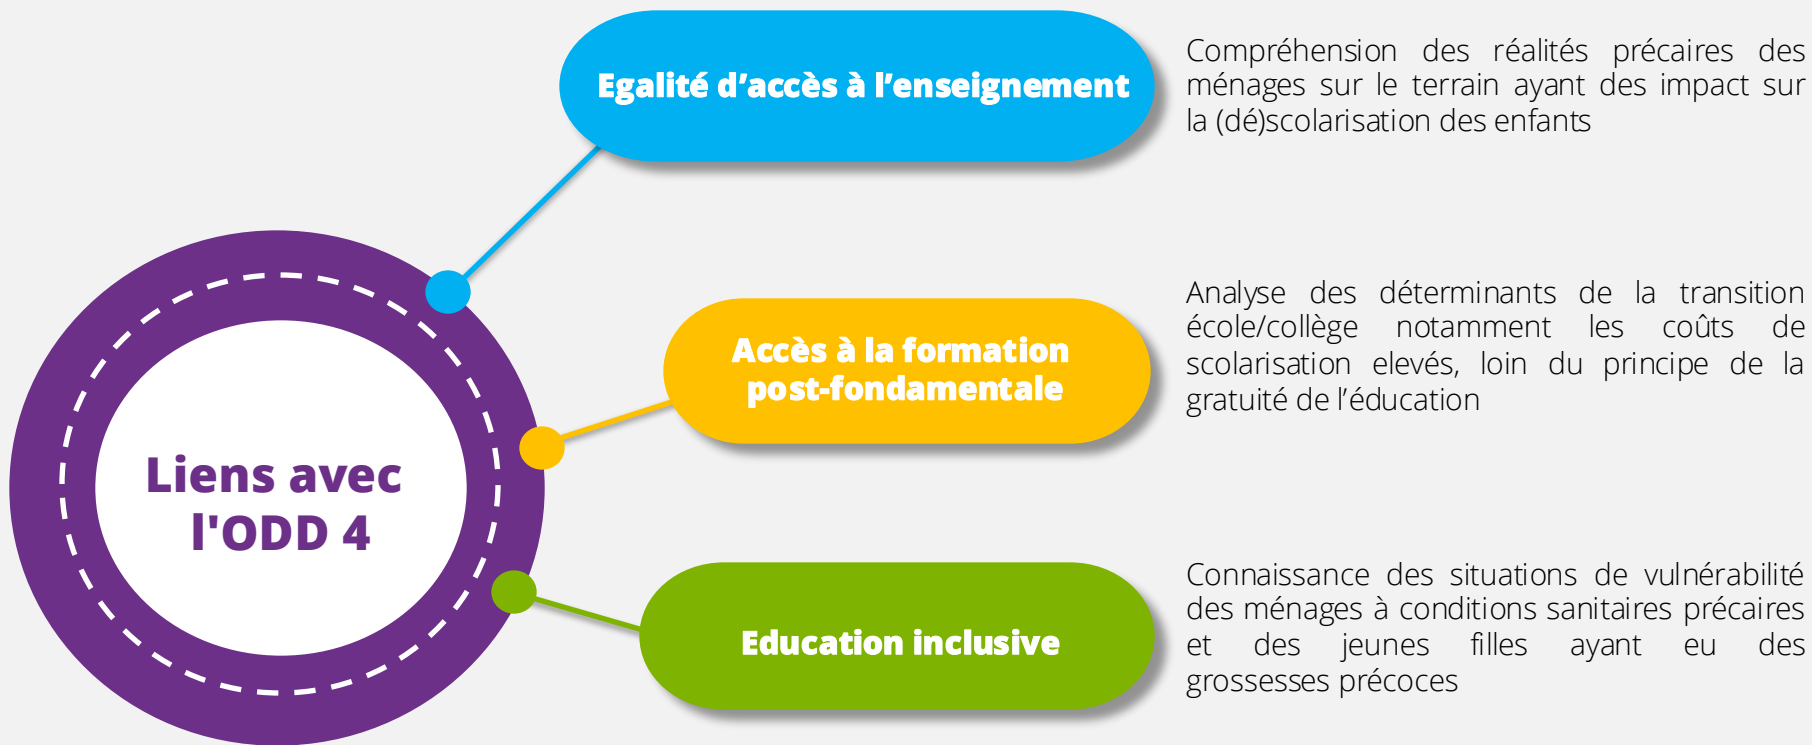 Egalité d’accès à l’enseignement
Compréhension des réalités précaires des
ménages sur le terrain ayant des impact sur
la (dé)scolarisation des enfants
Liens avec
l'ODD 4
Accès à la formation
post-fondamentale
Analyse des déterminants de la transition
école/collège notamment les coûts de
scolarisation elevés, loin du principe de la
gratuité de l’éducation
Education inclusive
Connaissance des situations de vulnérabilité
des ménages à conditions sanitaires précaires
et des jeunes filles ayant eu des
grossesses précoces